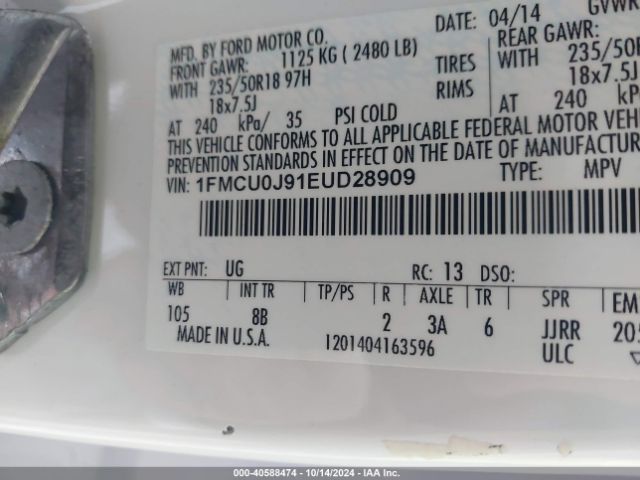 MFD. BY FORD MOTOR CO. DATE: 04/14 GVWR
FRONT GAWR: 1125 KG ( 2480 LB) REAR GAWR:
WITH 235/50R18 97H TIRES WITH 235/50R
18x7.5J RIMS 18x7.5J
AT 240 kPa/ 35 PSI COLD AT 240 kP
THIS VEHICLE CONFORMS TO ALL APPLICABLE FEDERAL MOTOR VEHI
PREVENTION STANDARDS IN EFFECT ON THE DATE OF MANUFACTUR
VIN: 1FMCU0J91EUD28909 TYPE: MPV
EXT PNT: UG RC: 13 DSO:
WB INT TR TP/PS R AXLE TR SPR EM
105 8B 2 3A 6 JJRR 205
MADE IN U.S.A. I201404163596 ULC
000-40588474 | 10/14/2024 | IAA Inc.